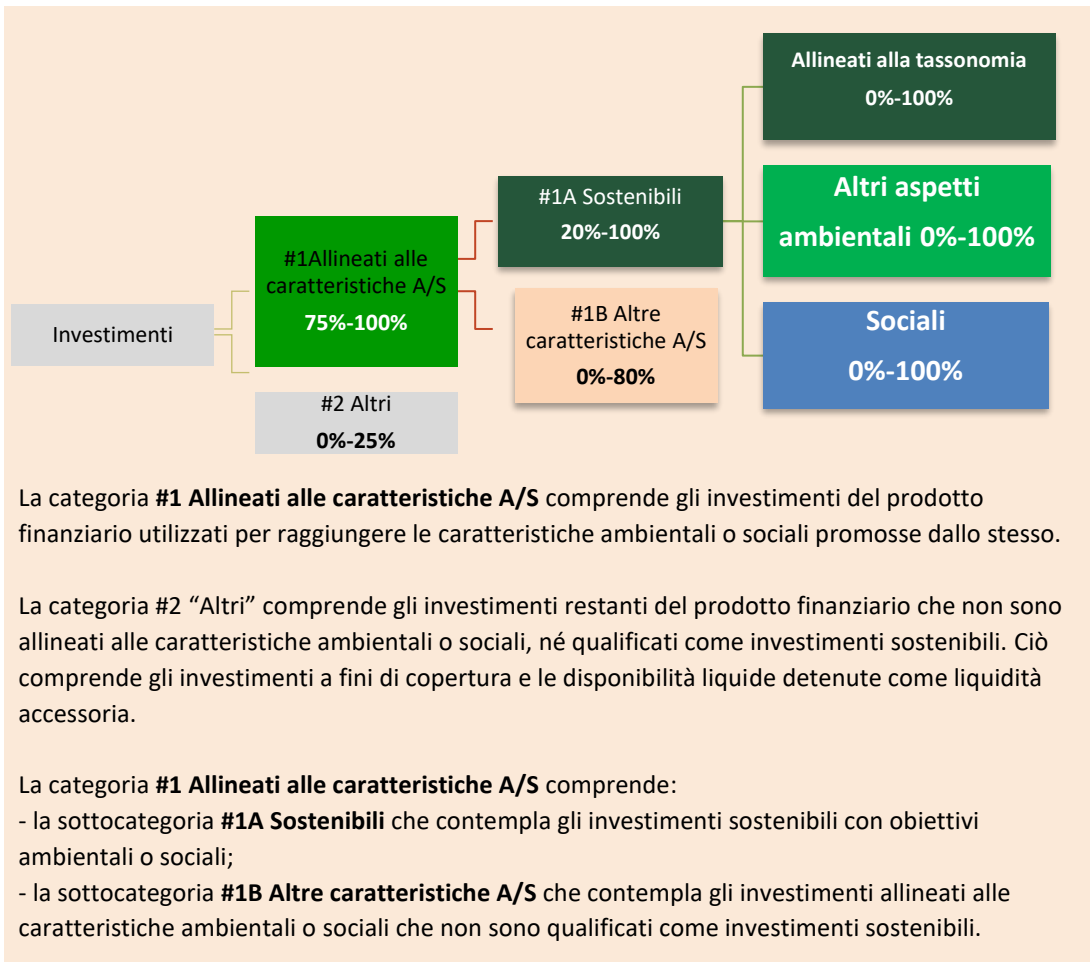 Investimenti
#1Allineati alle
caratteristiche A/S
75%-100%
#2 Altri
0%-25%
#1A Sostenibili
20%-100%
#1B Altre
caratteristiche A/S
0%-80%
Allineati alla tassonomia
0%-100%
Altri aspetti
ambientali 0%-100%
Sociali
0%-100%
La categoria #1 Allineati alle caratteristiche A/S comprende gli investimenti del prodotto
finanziario utilizzati per raggiungere le caratteristiche ambientali o sociali promosse dallo stesso.
La categoria #2 “Altri” comprende gli investimenti restanti del prodotto finanziario che non sono
allineati alle caratteristiche ambientali o sociali, né qualificati come investimenti sostenibili. Ciò
comprende gli investimenti a fini di copertura e le disponibilità liquide detenute come liquidità
accessoria.
La categoria #1 Allineati alle caratteristiche A/S comprende:
- la sottocategoria #1A Sostenibili che contempla gli investimenti sostenibili con obiettivi
ambientali o sociali;
- la sottocategoria #1B Altre caratteristiche A/S che contempla gli investimenti allineati alle
caratteristiche ambientali o sociali che non sono qualificati come investimenti sostenibili.